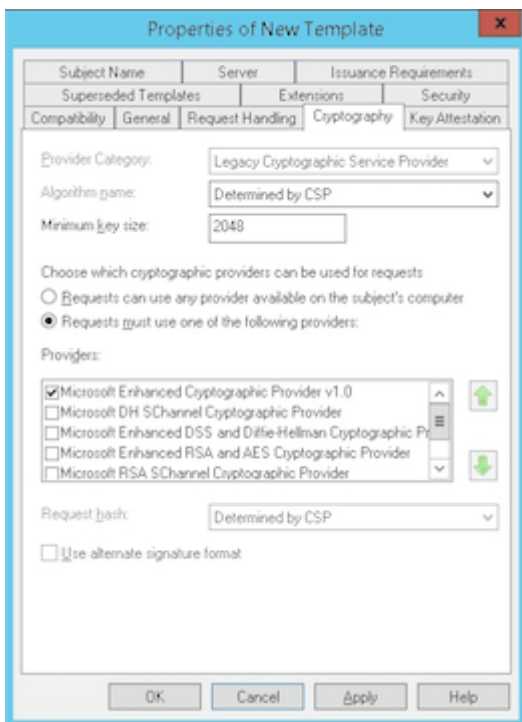 Properties of New Template
x
Subject Name Server Issuance Requirements
Superseded Templates Extensions Security
Compatibility General Request Handling Cryptography Key Attestation
Provider Category: Legacy Cryptographic Service Provider
Algorithm name: Determined by CSP
Minimum key size: 2048
Choose which cryptographic providers can be used for requests
Requests can use any provider available on the subject's computer
Requests must use one of the following providers:
Providers:
Microsoft Enhanced Cryptographic Provider v1.0
Microsoft DH SChannel Cryptographic Provider
Microsoft Enhanced DSS and Diffie-Hellman Cryptographic Pr
Microsoft Enhanced RSA and AES Cryptographic Provider
Microsoft RSA SChannel Cryptographic Provider
Request hash: Determined by CSP
Use alternate signature format
OK Cancel Apply Help